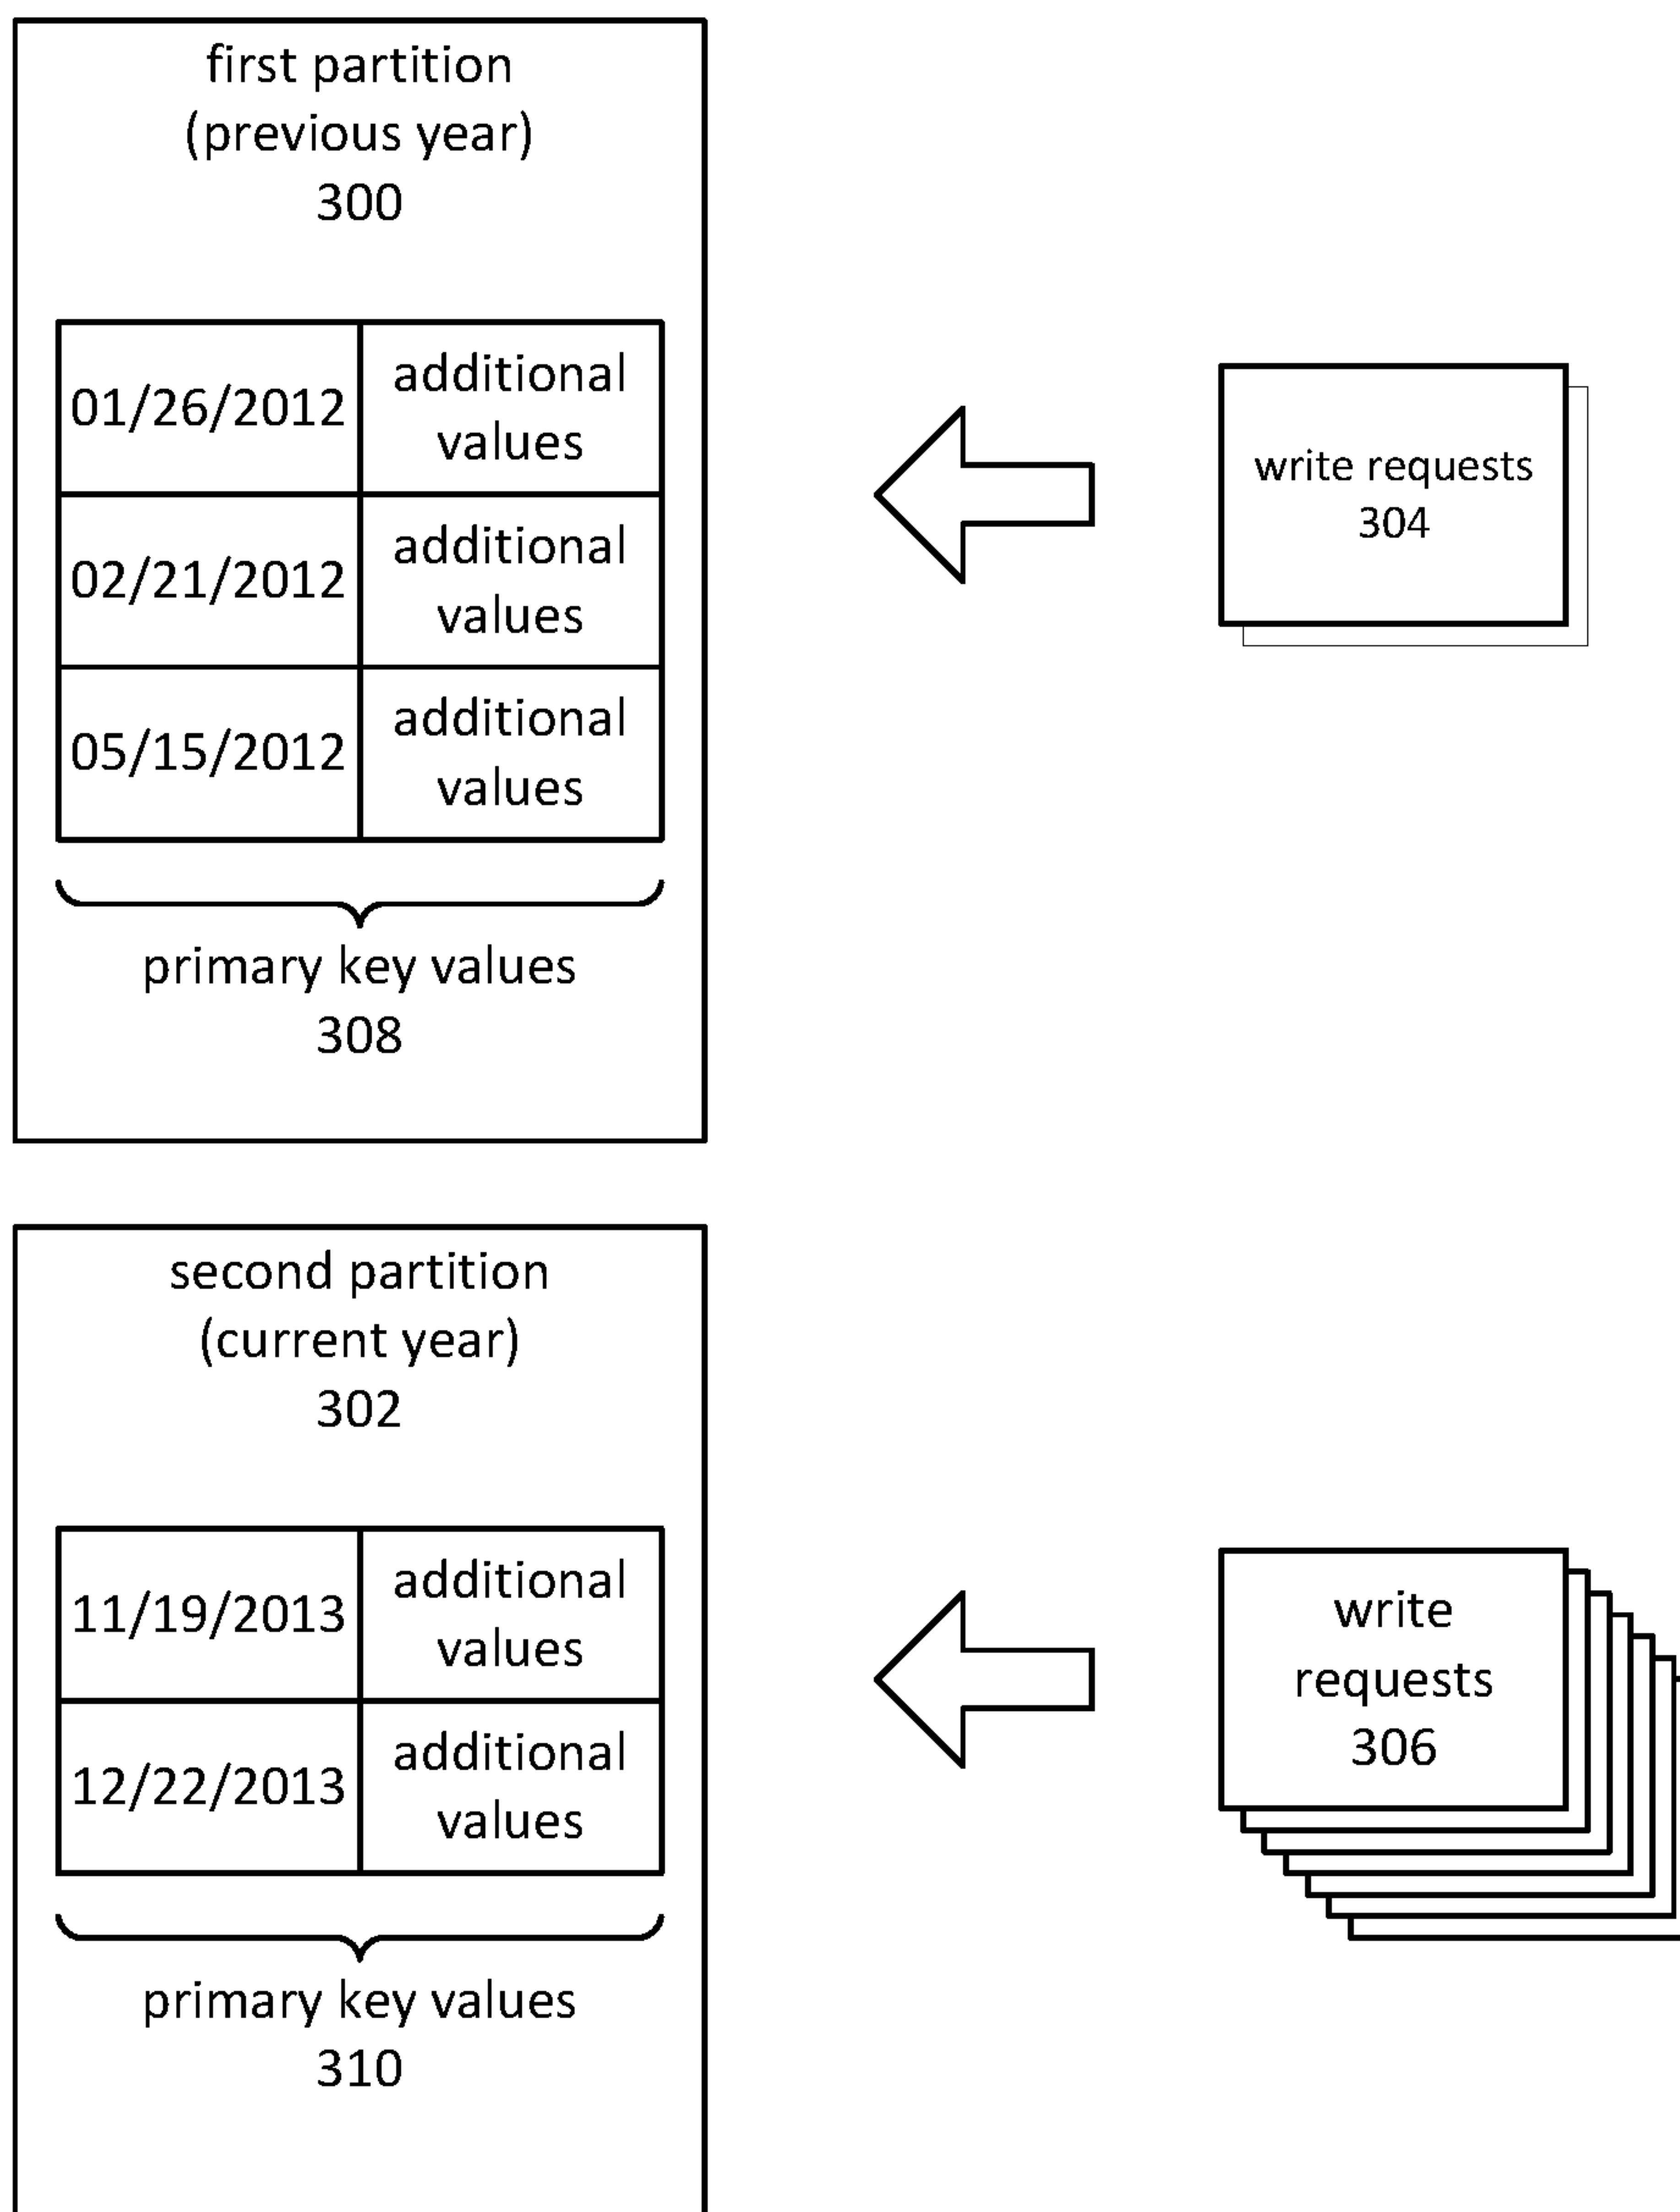 first partition
(previous year)
300
01/26/2012
additional
values
02/21/2012
additional
values
05/15/2012
additional
values
primary key values
308
write requests
304
second partition
(current year)
302
11/19/2013
additional
values
12/22/2013
additional
values
primary key values
310
write
requests
306